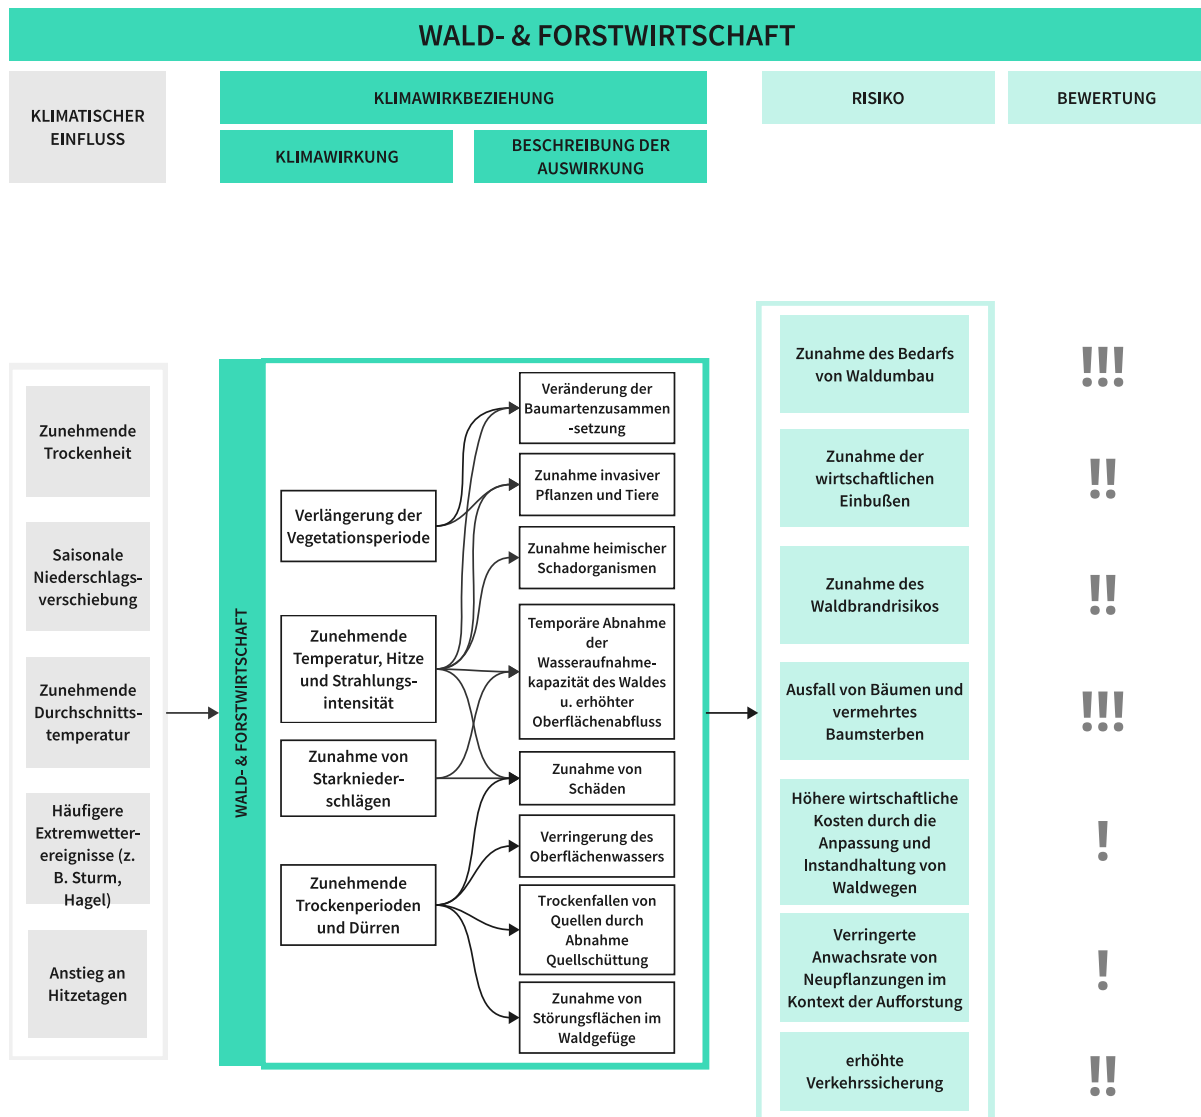 WALD- & FORSTWIRTSCHAFT
KLIMATISCHER
EINFLUSS
KLIMAWIRKBEZIEHUNG
KLIMAWIRKUNG
BESCHREIBUNG DER
AUSWIRKUNG
RISIKO
BEWERTUNG
Zunehmende
Trockenheit
Saisonale
Niederschlags-
verschiebung
Zunehmende
Durchschnitts-
temperatur
Häufigere
Extremwetter-
ereignisse (z.
B. Sturm,
Hagel)
Anstieg an
Hitzetagen
WALD- & FORSTWIRTSCHAFT
Verlängerung der
Vegetationsperiode
Zunehmende
Temperatur, Hitze
und Strahlungs-
intensität
Zunahme von
Starknieder-
schlägen
Zunehmende
Trockenperioden
und Dürren
Veränderung der
Baumartenzusammen
-setzung
Zunahme invasiver
Pflanzen und Tiere
Zunahme heimischer
Schadorganismen
Temporäre Abnahme
der
Wasseraufnahme-
kapazität des Waldes
u. erhöhter
Oberflächenabfluss
Zunahme von
Schäden
Verringerung des
Oberflächenwassers
Trockenfallen von
Quellen durch
Abnahme
Quellschüttung
Zunahme von
Störungsflächen im
Waldgefüge
Zunahme des Bedarfs
von Waldumbau
!!!
Zunahme der
wirtschaftlichen
Einbußen
!!
Zunahme des
Waldbrandrisikos
!!
Ausfall von Bäumen und
vermehrtes
Baumsterben
!!!
Höhere wirtschaftliche
Kosten durch die
Anpassung und
Instandhaltung von
Waldwegen
!
Verringerte
Anwachsrate von
Neupflanzungen im
Kontext der Aufforstung
!
erhöhte
Verkehrssicherung
!!